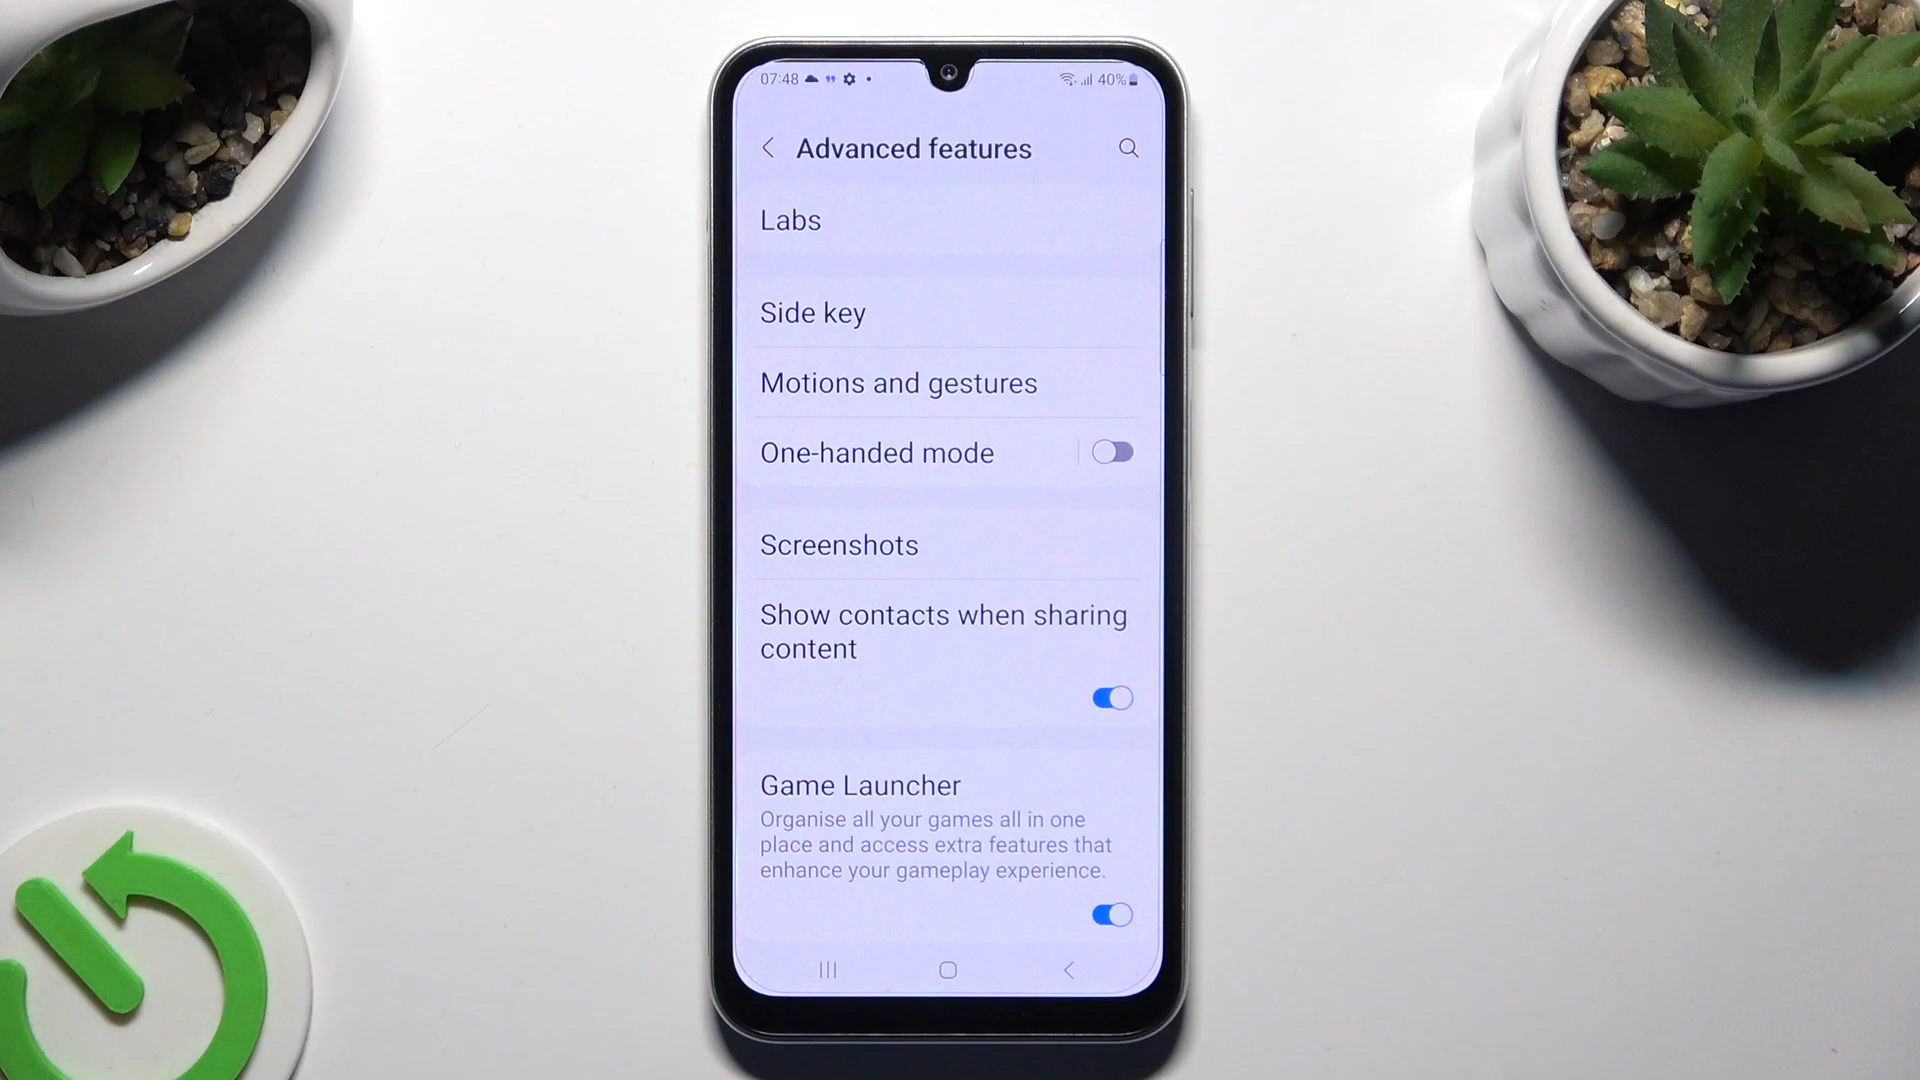 07:48
40%
Advanced features
Labs
Side key
Motions and gestures
One-handed mode
Screenshots
Show contacts when sharing
content
Game Launcher
Organise all your games all in one
place and access extra features that
enhance your gameplay experience.